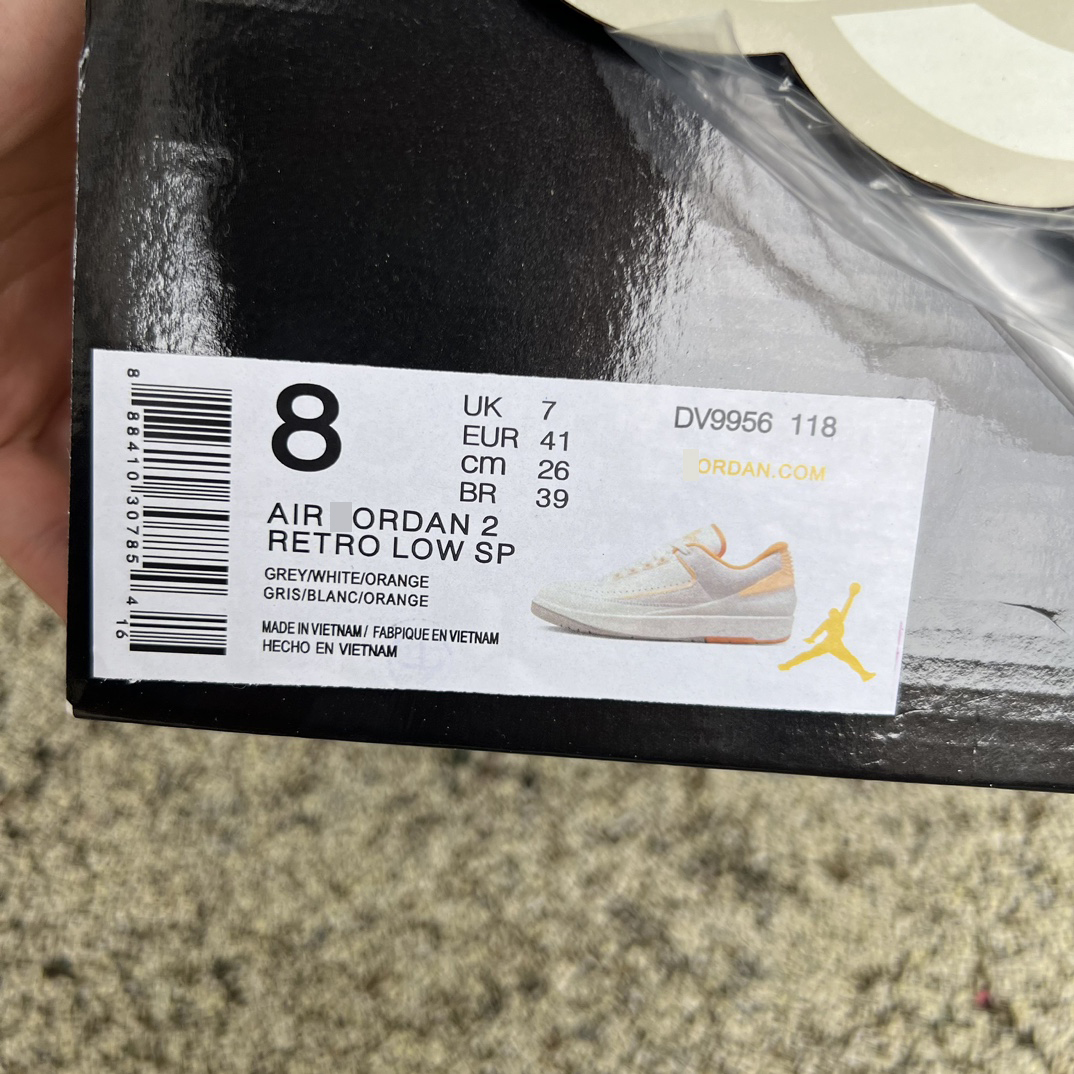 8 88410 130785 4 16
8
UK 7
EUR 41
cm 26
BR 39
DV9956 118
ORDAN.COM
AIR ORDAN 2
RETRO LOW SP
GREY/WHITE/ORANGE
GRIS/BLANC/ORANGE
MADE IN VIETNAM / FABPIQUE EN VIETNAM
HECHO EN VIETNAM